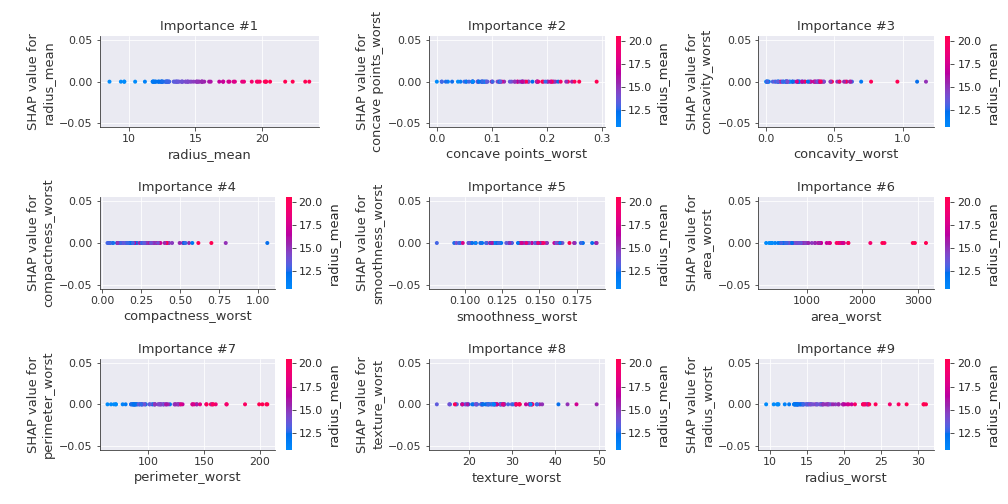 Importance #1
SHAP value for
radius_mean
0.05
0.00
−0.05
10
15
20
radius_mean
Importance #2
SHAP value for
concave points_worst
0.05
0.00
−0.05
0.0
0.1
0.2
0.3
concave points_worst
20.0
17.5
15.0
12.5
radius_mean
Importance #3
SHAP value for
concavity_worst
0.05
0.00
−0.05
0.0
0.5
1.0
concavity_worst
20.0
17.5
15.0
12.5
radius_mean
Importance #4
SHAP value for
compactness_worst
0.05
0.00
−0.05
0.00
0.25
0.50
0.75
1.00
compactness_worst
20.0
17.5
15.0
12.5
radius_mean
Importance #5
SHAP value for
smoothness_worst
0.05
0.00
−0.05
0.100
0.125
0.150
0.175
smoothness_worst
20.0
17.5
15.0
12.5
radius_mean
Importance #6
SHAP value for
area_worst
0.05
0.00
−0.05
1000
2000
3000
area_worst
20.0
17.5
15.0
12.5
radius_mean
Importance #7
SHAP value for
perimeter_worst
0.05
0.00
−0.05
100
150
200
perimeter_worst
20.0
17.5
15.0
12.5
radius_mean
Importance #8
SHAP value for
texture_worst
0.05
0.00
−0.05
20
30
40
50
texture_worst
20.0
17.5
15.0
12.5
radius_mean
Importance #9
SHAP value for
radius_worst
0.05
0.00
−0.05
10
15
20
25
30
radius_worst
20.0
17.5
15.0
12.5
radius_mean